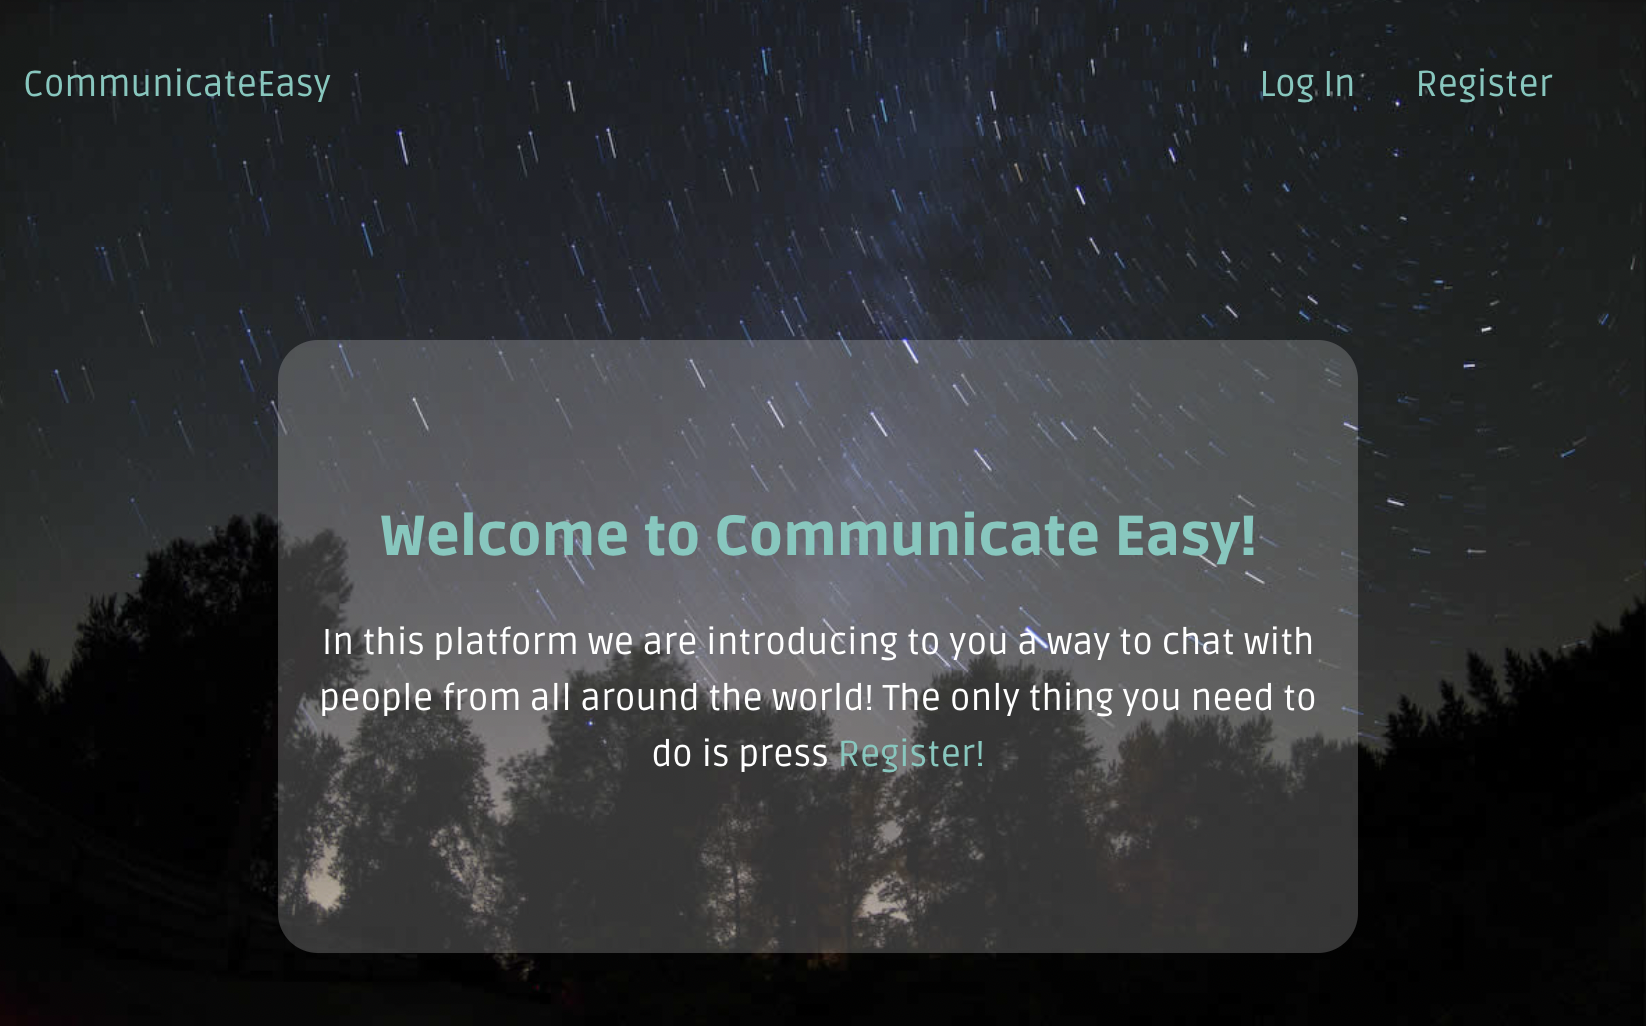 CommunicateEasy
Log In
Register
Welcome to Communicate Easy!
In this platform we are introducing to you a way to chat with
people from all around the world! The only thing you need to
do is press Register!